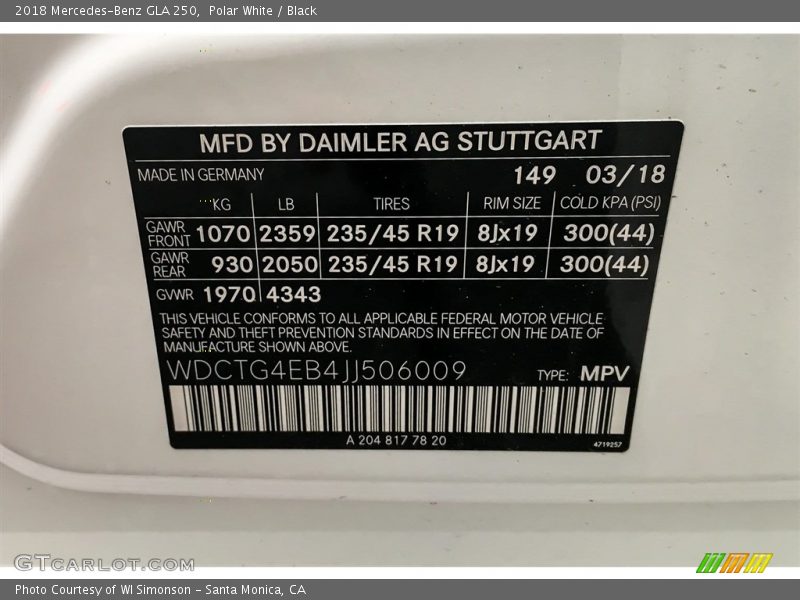 2018 Mercedes-Benz GLA 250,  Polar White / Black
MFD BY DAIMLER AG STUTTGART
MADE IN GERMANY 149 03/18
KG LB TIRES RIM SIZE COLD KPA (PSI)
GAWR FRONT 1070 2359 235/45 R19 8Jx19 300(44)
GAWR REAR 930 2050 235/45 R19 8Jx19 300(44)
GVWR 1970 4343
THIS VEHICLE CONFORMS TO ALL APPLICABLE FEDERAL MOTOR VEHICLE
SAFETY AND THEFT PREVENTION STANDARDS IN EFFECT ON THE DATE OF
MANUFACTURE SHOWN ABOVE.
WDCTG4EB4JJ506009 TYPE: MPV
A 204 817 78 20
4719257
GTCARLOT.COM
Photo Courtesy of WI Simonson - Santa Monica, CA